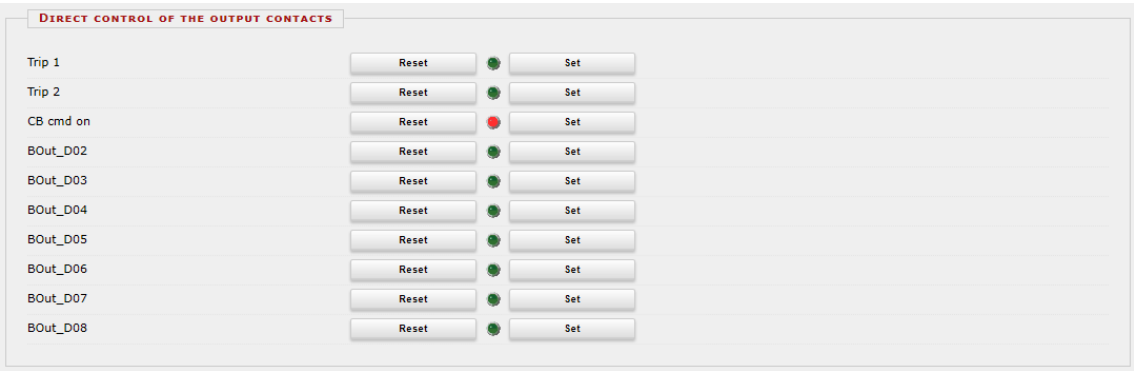 DIRECT CONTROL OF THE OUTPUT CONTACTS
Trip 1 Reset Set
Trip 2 Reset Set
CB cmd on Reset Set
BOut_D02 Reset Set
BOut_D03 Reset Set
BOut_D04 Reset Set
BOut_D05 Reset Set
BOut_D06 Reset Set
BOut_D07 Reset Set
BOut_D08 Reset Set